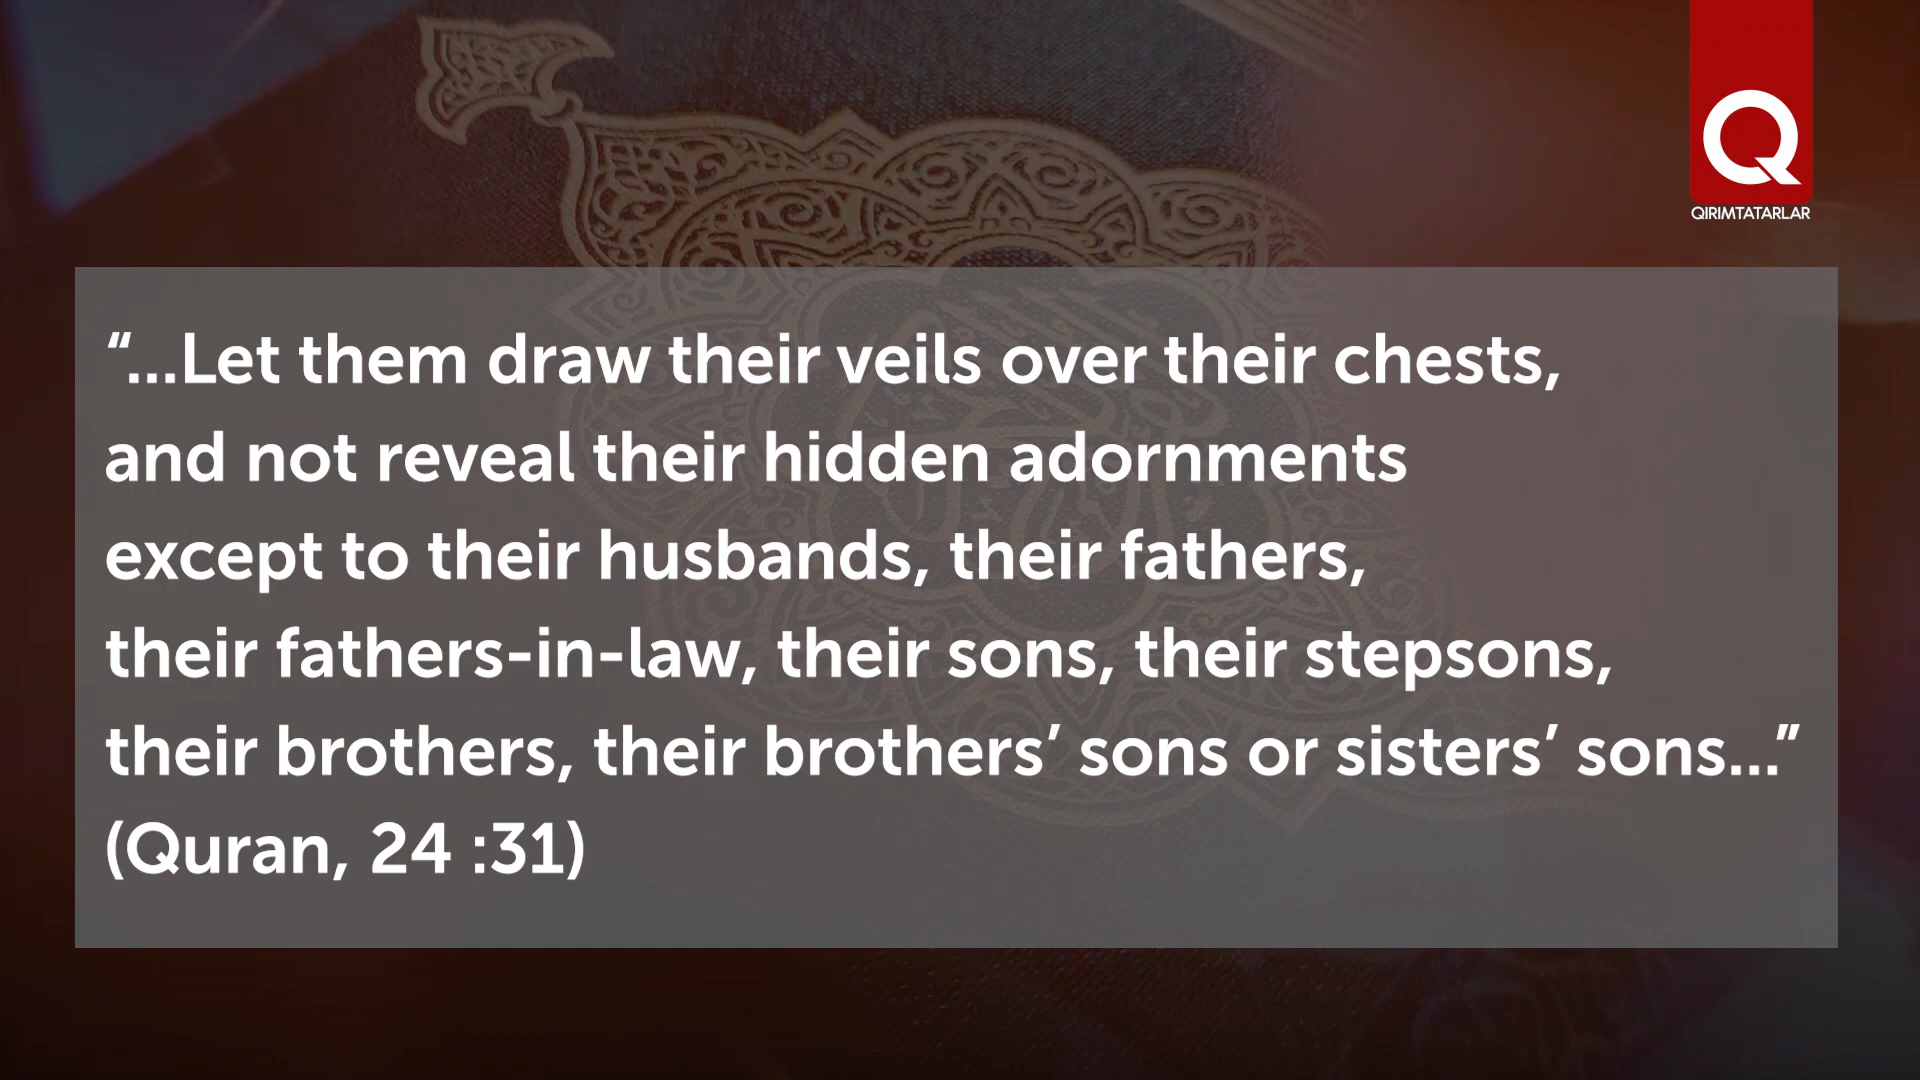 QIRIMTATARLAR
“...Let them draw their veils over their chests,
and not reveal their hidden adornments
except to their husbands, their fathers,
their fathers-in-law, their sons, their stepsons,
their brothers, their brothers’ sons or sisters’ sons...”
(Quran, 24 :31)